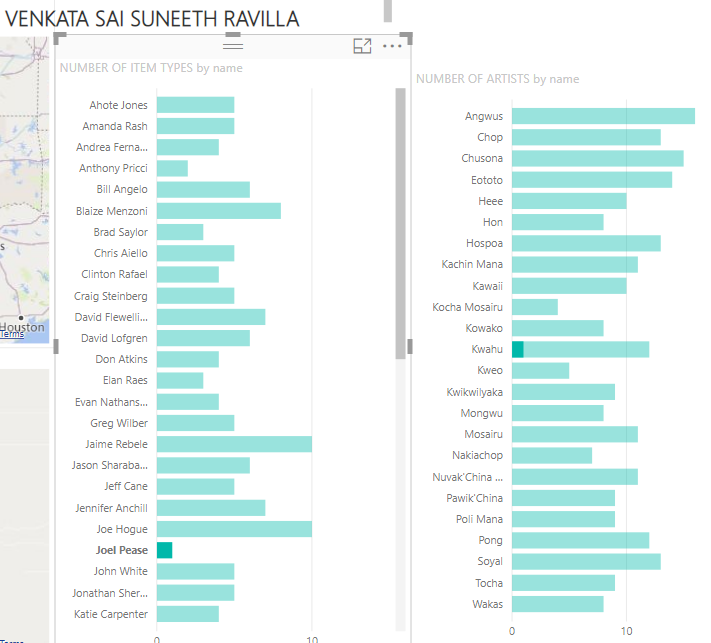 VENKATA SAI SUNEETH RAVILLA
NUMBER OF ITEM TYPES by name
Ahote Jones
Amanda Rash
Andrea Ferna...
Anthony Pricci
Bill Angelo
Blaize Menzoni
Brad Saylor
Chris Aiello
Clinton Rafael
Craig Steinberg
David Flewelli...
David Lofgren
Don Atkins
Elan Raes
Evan Nathans...
Greg Wilber
Jaime Rebele
Jason Sharaba...
Jeff Cane
Jennifer Anchill
Joe Hogue
Joel Pease
John White
Jonathan Sher...
Katie Carpenter
0 10
NUMBER OF ARTISTS by name
Angwus
Chop
Chusona
Eototo
Heee
Hon
Hospoa
Kachin Mana
Kawaii
Kocha Mosairu
Kowako
Kwahu
Kweo
Kwikwilyaka
Mongwu
Mosairu
Nakiachop
Nuvak'China ...
Pawik'China
Poli Mana
Pong
Soyal
Tocha
Wakas
0 10
s
Houston
Terms
Terms